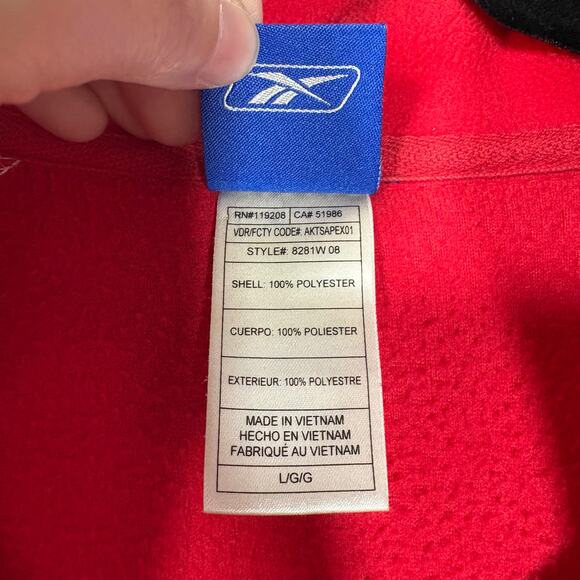 RN#119208 CA# 51986
VDR/FCTY CODE#: AKTSAPEX01
STYLE#: 8281W 08
SHELL: 100% POLYESTER
CUERPO: 100% POLIESTER
EXTERIEUR: 100% POLYESTRE
MADE IN VIETNAM
HECHO EN VIETNAM
FABRIQUÉ AU VIETNAM
L/G/G